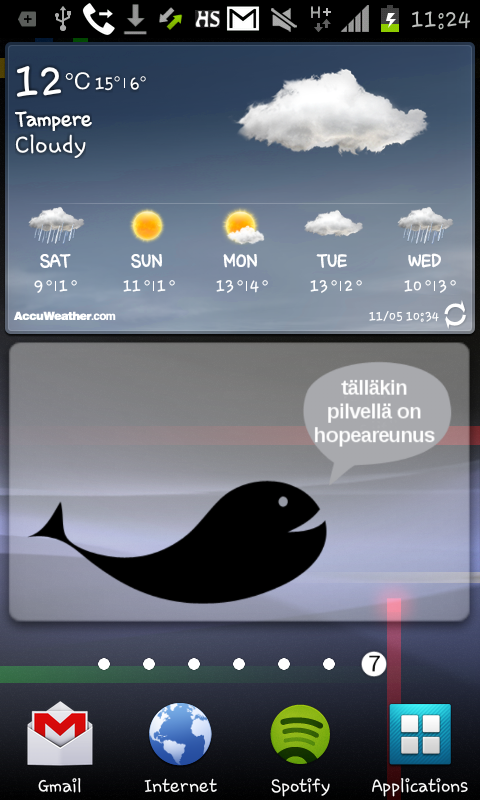 HS H+ 11:24
12°C 15°|6°
Tampere
Cloudy
SAT SUN MON TUE WED
9°|1° 11°|1° 13°|4° 13°|2° 10°|3°
AccuWeather.com 11/05 10:34
tälläkin
pilvellä on
hopeareunus
7
Gmail Internet Spotify Applications